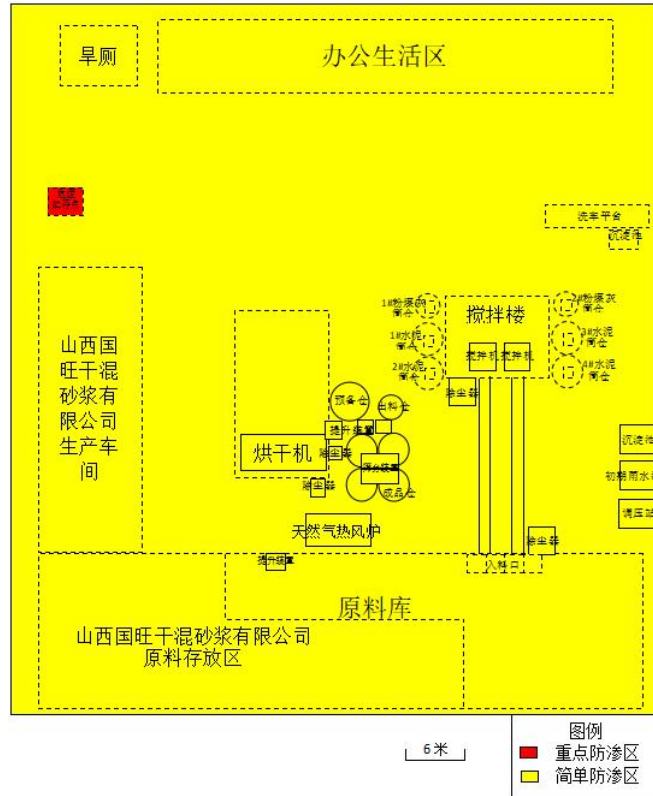 旱厕
办公生活区
洗车平台
沉淀池
1#粉煤灰
筒仓
2#粉煤灰
筒仓
搅拌楼
1#水泥
筒仓
3#水泥
筒仓
搅拌机
搅拌机
2#水泥
筒仓
4#水泥
筒仓
除尘器
山西国
旺干混
砂浆有
限公司
生产车
间
预备仓
出料仓
提升装置
烘干机
除尘器
筛分装置
除尘器
成品仓
沉淀池
初期雨水
调压站
天然气热风炉
除尘器
提升装置
入料口
原料库
山西国旺干混砂浆有限公司
原料存放区
6米
图例
重点防渗区
简单防渗区